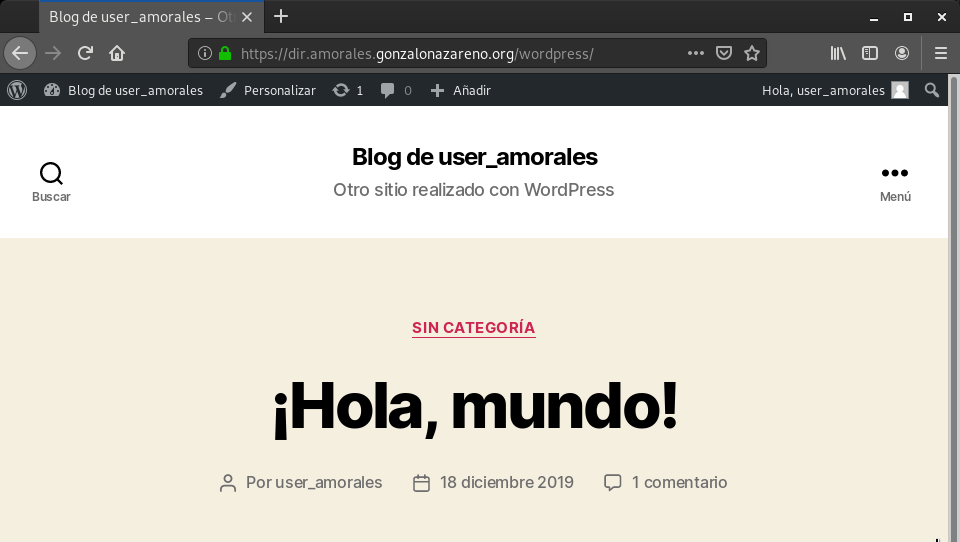 Blog de user_amorales – Ot
https://dir.amorales.gonzalonazareno.org/wordpress/
Blog de user_amorales Personalizar 1 0 Añadir Hola, user_amorales
Blog de user_amorales
Otro sitio realizado con WordPress
Buscar Menú
SIN CATEGORÍA
¡Hola, mundo!
Por user_amorales 18 diciembre 2019 1 comentario